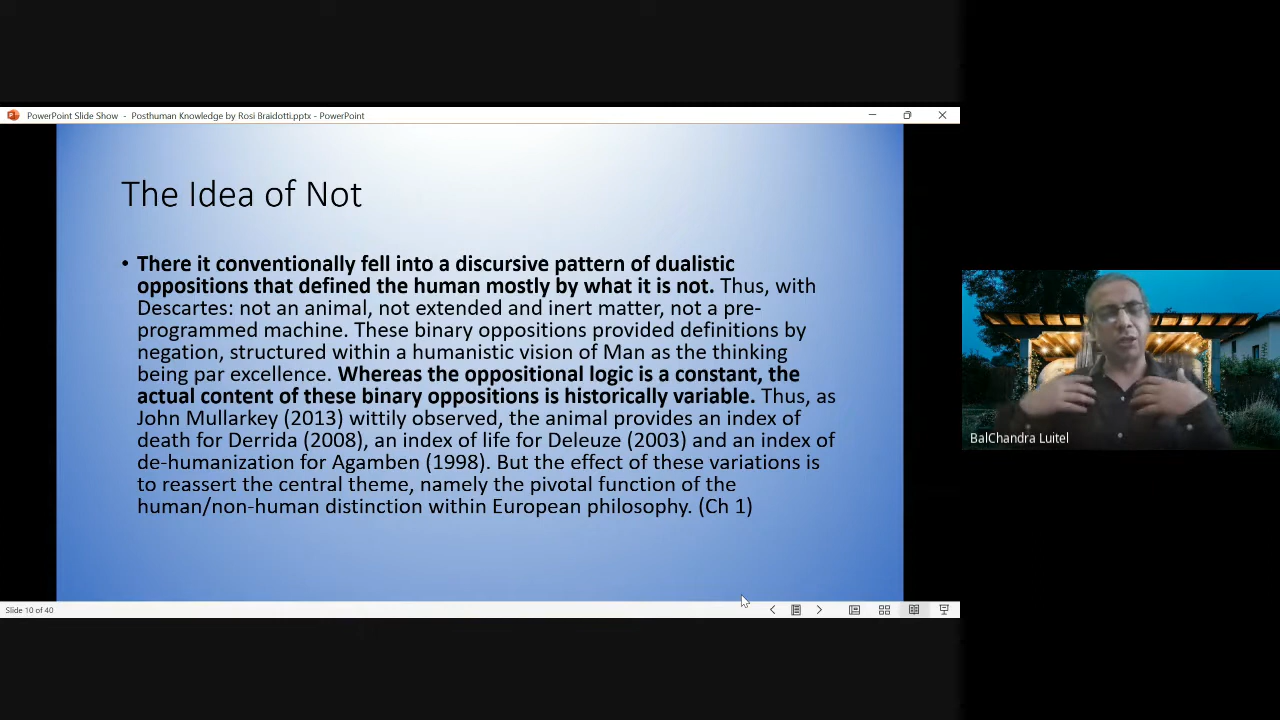 PowerPoint Slide Show - Posthuman Knowledge by Rosi Braidotti.pptx - PowerPoint
The Idea of Not
• There it conventionally fell into a discursive pattern of dualistic
oppositions that defined the human mostly by what it is not. Thus, with
Descartes: not an animal, not extended and inert matter, not a pre-
programmed machine. These binary oppositions provided definitions by
negation, structured within a humanistic vision of Man as the thinking
being par excellence. Whereas the oppositional logic is a constant, the
actual content of these binary oppositions is historically variable. Thus, as
John Mullarkey (2013) wittily observed, the animal provides an index of
death for Derrida (2008), an index of life for Deleuze (2003) and an index of
de-humanization for Agamben (1998). But the effect of these variations is
to reassert the central theme, namely the pivotal function of the
human/non-human distinction within European philosophy. (Ch 1)
Slide 10 of 40
BalChandra Luitel